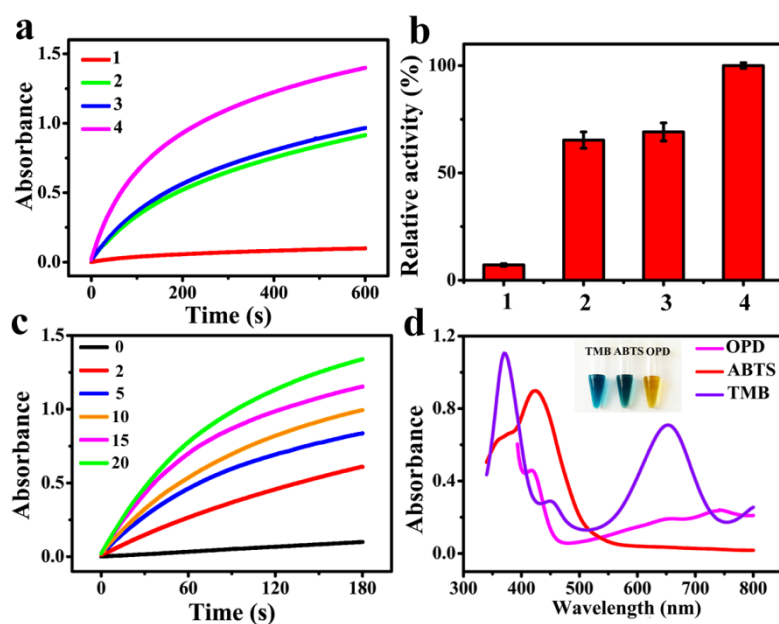 a
1.5
1.0
0.5
0.0
Absorbance
1
2
3
4
0 200 400 600
Time (s)
b
100
50
0
Relative activity (%)
1 2 3 4
c
1.5
1.0
0.5
0.0
Absorbance
0
2
5
10
15
20
0 60 120 180
Time (s)
d
1.2
0.8
0.4
0.0
Absorbance
TMB ABTS OPD
OPD
ABTS
TMB
300 400 500 600 700 800
Wavelength (nm)